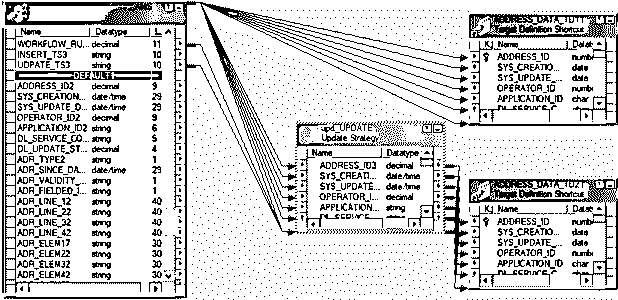 Name Datatype L...
WORKFLOW_RU... decimal 11
INSERT_TS3 string 10
UDPATE_TS3 string 10
DEFAULT1
ADDRESS_ID2 decimal 9
SYS_CREATION... date/time 29
SYS_UPDATE_D... date/time 29
OPERATOR_ID2 decimal 9
APPLICATION_ID2 string 6
DL_SERVICE_CO... string 5
DL_UPDATE_ST... decimal 4
ADR_TYPE2 string 1
ADR_SINCE_DA... date/time 29
ADR_VALIDITY_... string 1
ADR_FIELDED_I... string 1
ADR_LINE_12 string 40
ADR_LINE_22 string 40
ADR_LINE_32 string 40
ADR_LINE_42 string 40
ADR_ELEM17 string 30
ADR_ELEM22 string 30
ADR_ELEM32 string 30
ADR_ELEM42 string 30
upd_UPDATE
Update Strategy
Name Datatype
ADDRESS_ID3 decimal
SYS_CREATI... date/time
SYS_UPDATE... date/time
OPERATOR_I... decimal
APPLICATION... string
DL_SERVICE
ADDRESS_DATA_1D11
Target Definition Shortcut
K Name Datat
ADDRESS_ID numb
SYS_CREATIO... date
SYS_UPDATE_... date
OPERATOR_ID numb
APPLICATION_ID char
DL_SERVICE_C
ADDRESS_DATA_1D21
Target Definition Shortcut
K Name Datat
ADDRESS_ID numb
SYS_CREATIO... date
SYS_UPDATE_... date
OPERATOR_ID numb
APPLICATION_ID char
DL_SERVICE_C